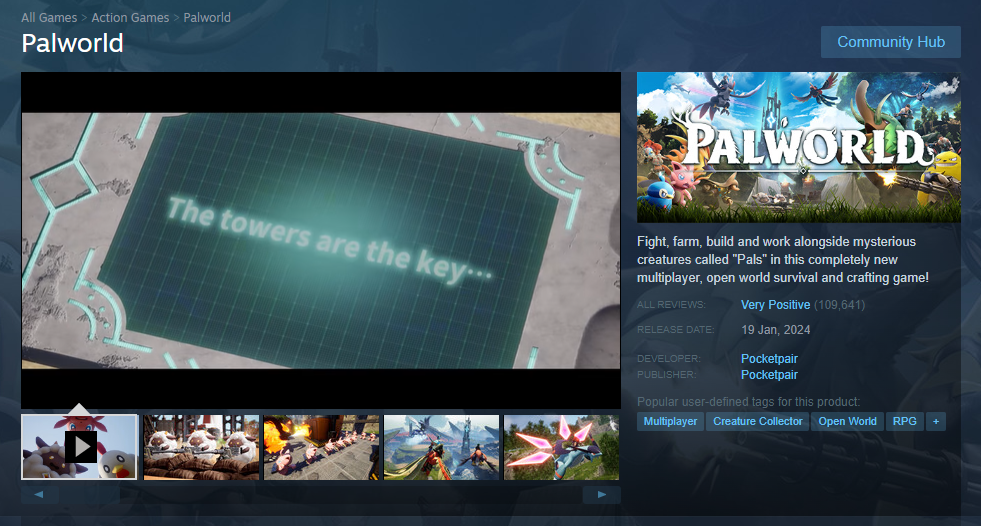 All Games > Action Games > Palworld
Palworld
Community Hub
The towers are the key...
PALWORLD
Fight, farm, build and work alongside mysterious
creatures called "Pals" in this completely new
multiplayer, open world survival and crafting game!
ALL REVIEWS: Very Positive (109,641)
RELEASE DATE: 19 Jan, 2024
DEVELOPER: Pocketpair
PUBLISHER: Pocketpair
Popular user-defined tags for this product:
Multiplayer Creature Collector Open World RPG +